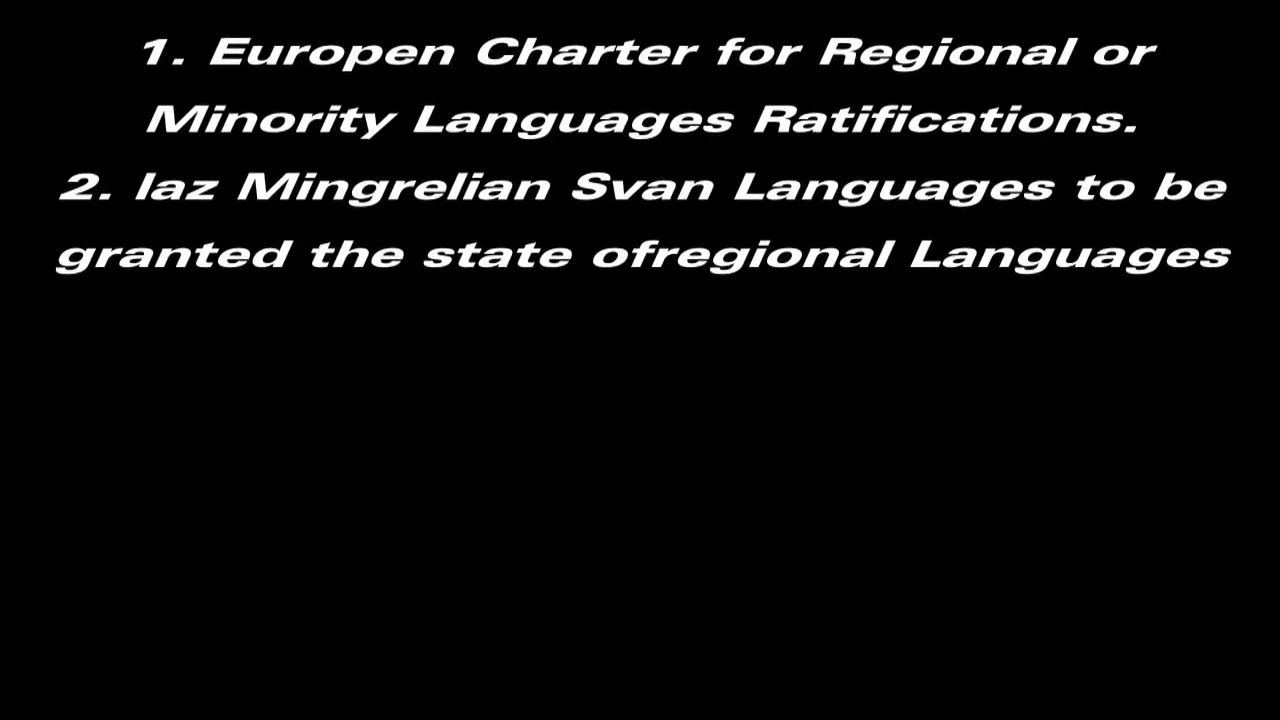 1. Europen Charter for Regional or
Minority Languages Ratifications.
2. laz Mingrelian Svan Languages to be
granted the state ofregional Languages